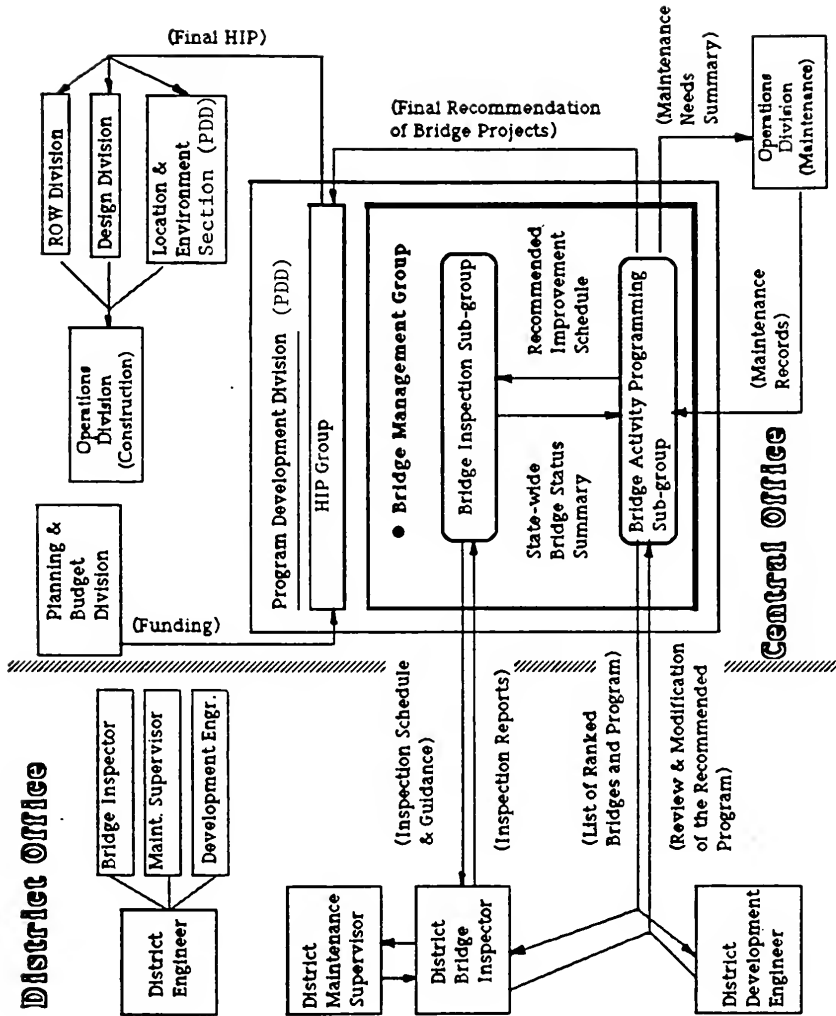 District Office
District
Engineer
Bridge Inspector
Maint. Supervisor
Development Engr.
District
Maintenance
Supervisor
District
Bridge
Inspector
District
Development
Engineer
(Inspection Schedule
& Guidance)
(Inspection Reports)
(List of Ranked
Bridges and Program)
(Review & Modification
of the Recommended
Program)
Planning &
Budget
Division
(Funding)
Operations
Division
(Construction)
ROW Division
Design Division
Location &
Environment
Section (PDD)
(Final HIP)
Program Development Division (PDD)
HIP Group
● Bridge Management Group
Bridge Inspection Sub-group
State-wide
Bridge Status
Summary
Recommended
Improvement
Schedule
Bridge Activity Programming
Sub-group
(Final Recommendation
of Bridge Projects)
(Maintenance
Needs
Summary)
Operations
Division
(Maintenance)
(Maintenance
Records)
Central Office